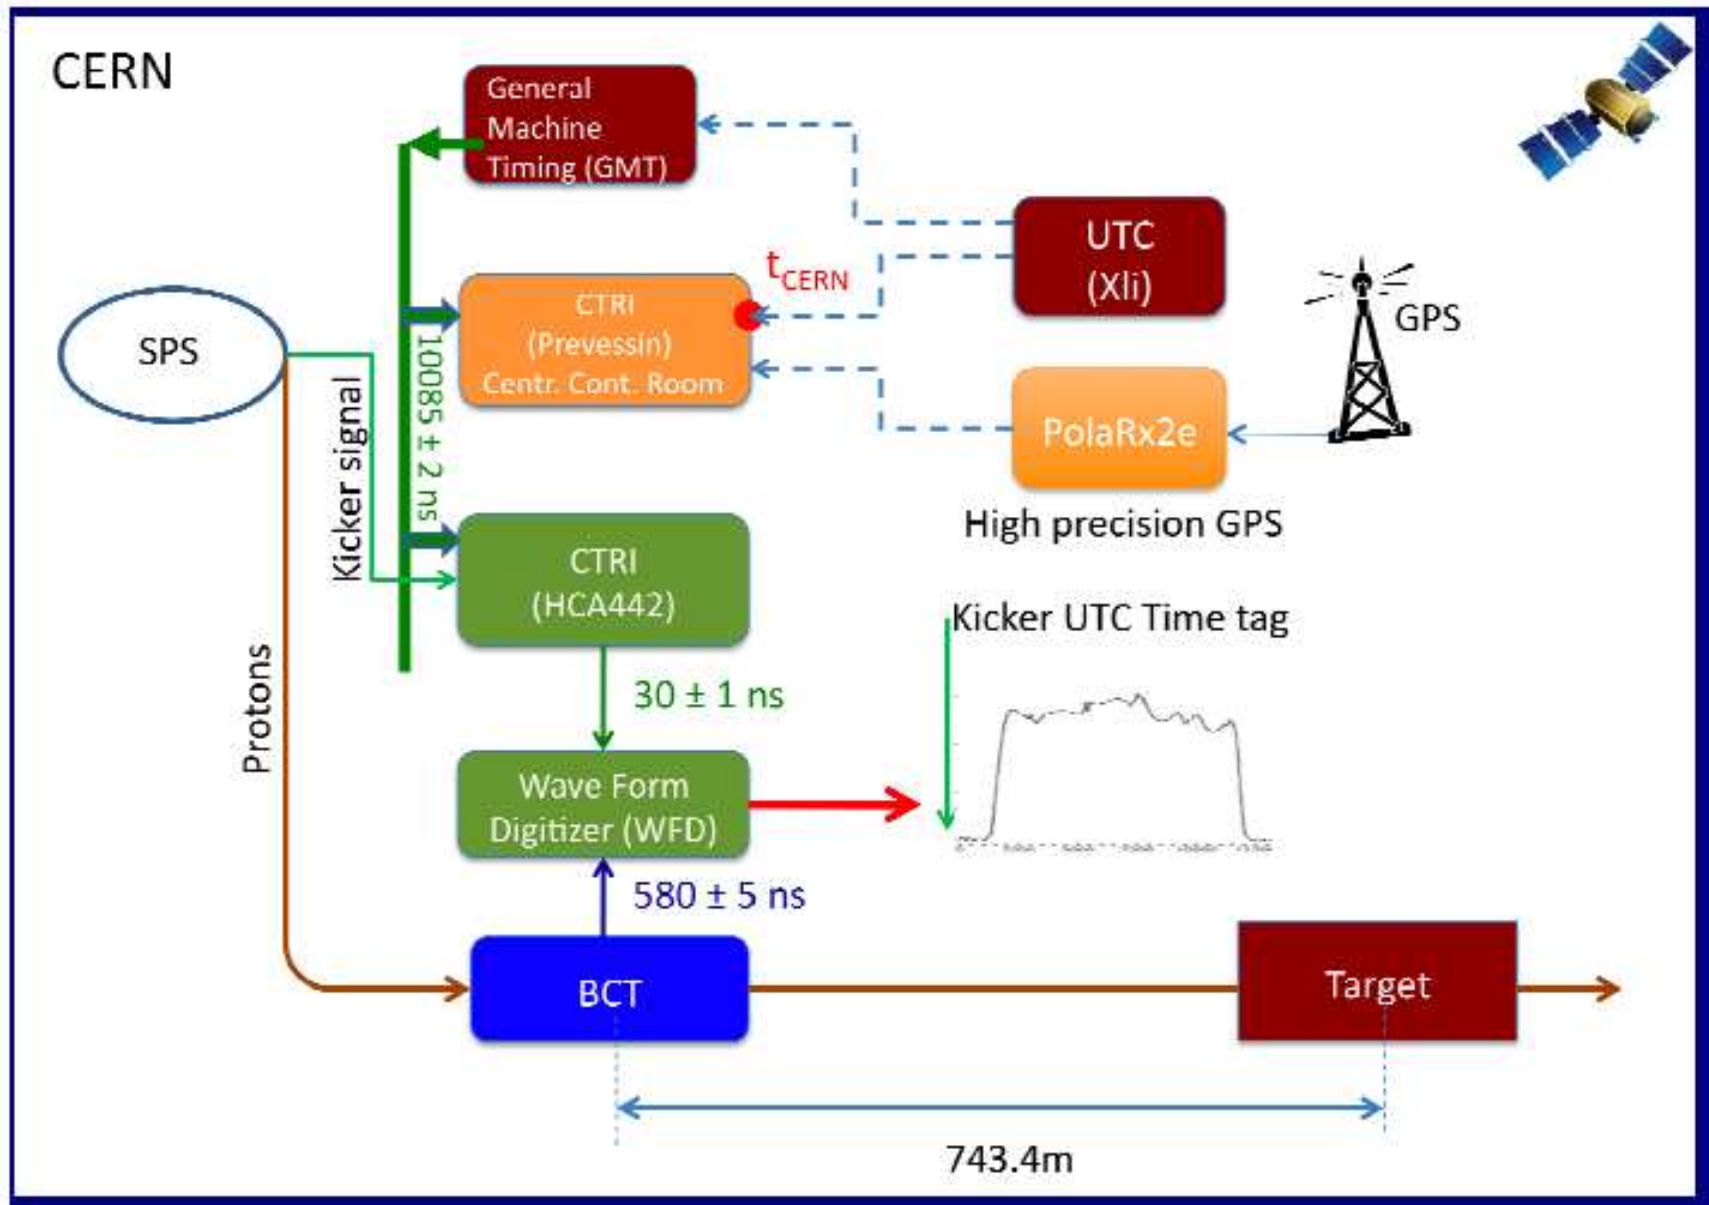 CERN
General
Machine
Timing (GMT)
UTC
(Xli)
t_CERN
GPS
CTRI
(Prevessin)
Centr. Cont. Room
SPS
PolaRx2e
High precision GPS
Kicker signal
10085 ± 2 ns
CTRI
(HCA442)
Kicker UTC Time tag
30 ± 1 ns
Protons
Wave Form
Digitizer (WFD)
580 ± 5 ns
BCT
Target
743.4m